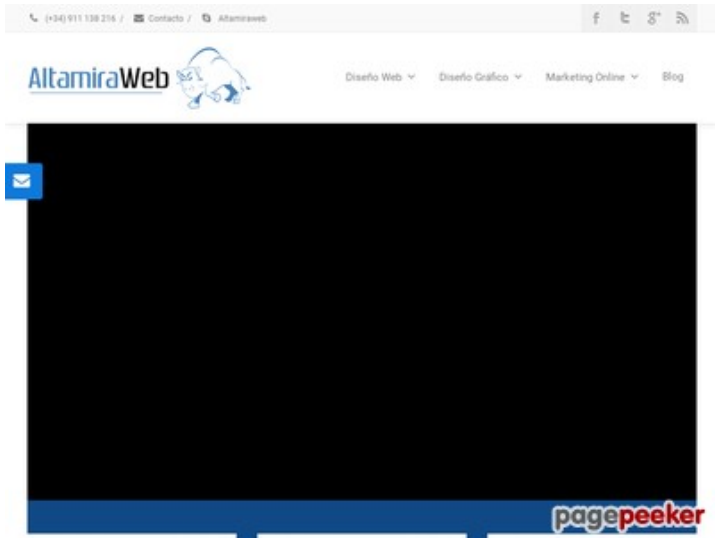 (+34) 911 138 216 / Contacto / Altamiraweb
AltamiraWeb
Diseño Web Diseño Gráfico Marketing Online Blog
pagepeeker